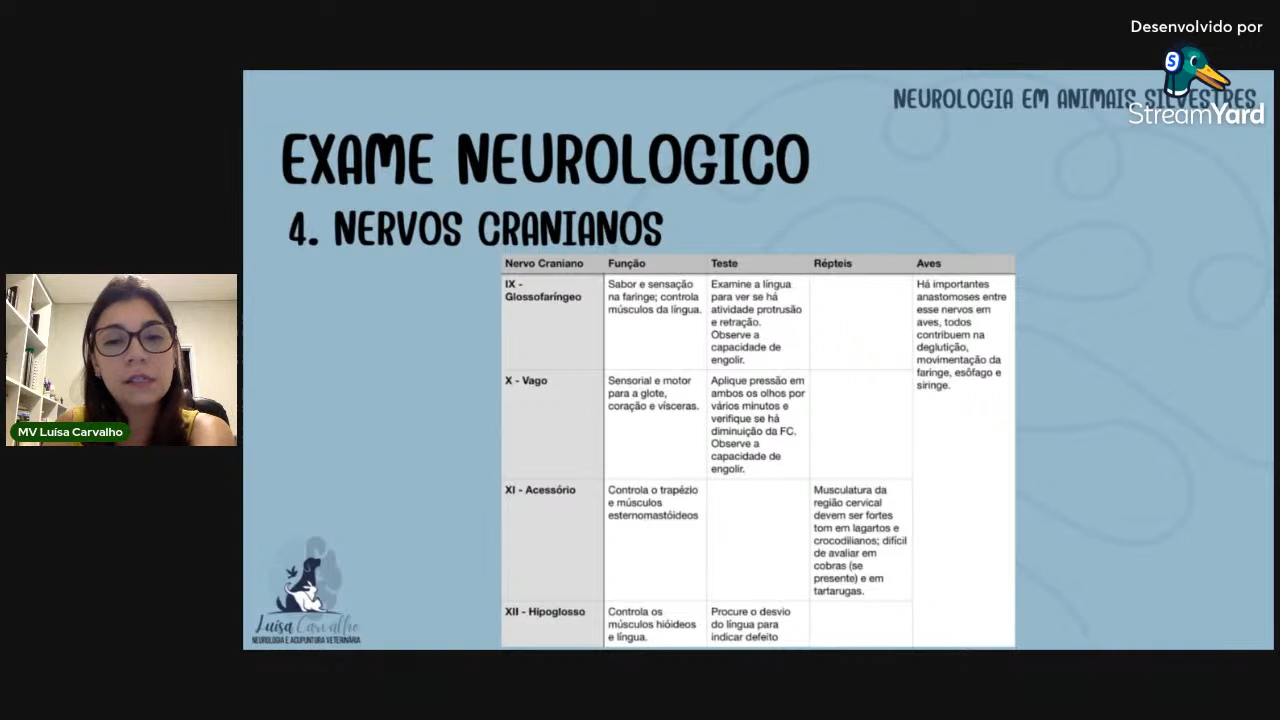 Desenvolvido por
StreamYard
NEUROLOGIA EM ANIMAIS SILVESTRES
EXAME NEUROLOGICO
4. NERVOS CRANIANOS
Nervo Craniano Função Teste Répteis Aves
IX -
Glossofaríngeo
Sabor e sensação
na faringe; controla
músculos da língua.
Examine a língua
para ver se há
atividade protrusão
e retração.
Observe a
capacidade de
engolir.
Há importantes
anastomoses entre
esse nervos em
aves, todos
contribuem na
deglutição,
movimentação da
faringe, esôfago e
siringe.
X - Vago
Sensorial e motor
para a glote,
coração e vísceras.
Aplique pressão em
ambos os olhos por
vários minutos e
verifique se há
diminuição da FC.
Observe a
capacidade de
engolir.
XI - Acessório
Controla o trapézio
e músculos
esternomastóideos
Musculatura da
região cervical
devem ser fortes
tom em lagartos e
crocodilianos; difícil
de avaliar em
cobras (se
presente) e em
tartarugas.
XII - Hipoglosso
Controla os
músculos hióideos
e língua.
Procure o desvio
do língua para
indicar defeito
MV Luísa Carvalho
Luísa Carvalho
NEUROLOGIA E ACUPUNTURA VETERINÁRIA